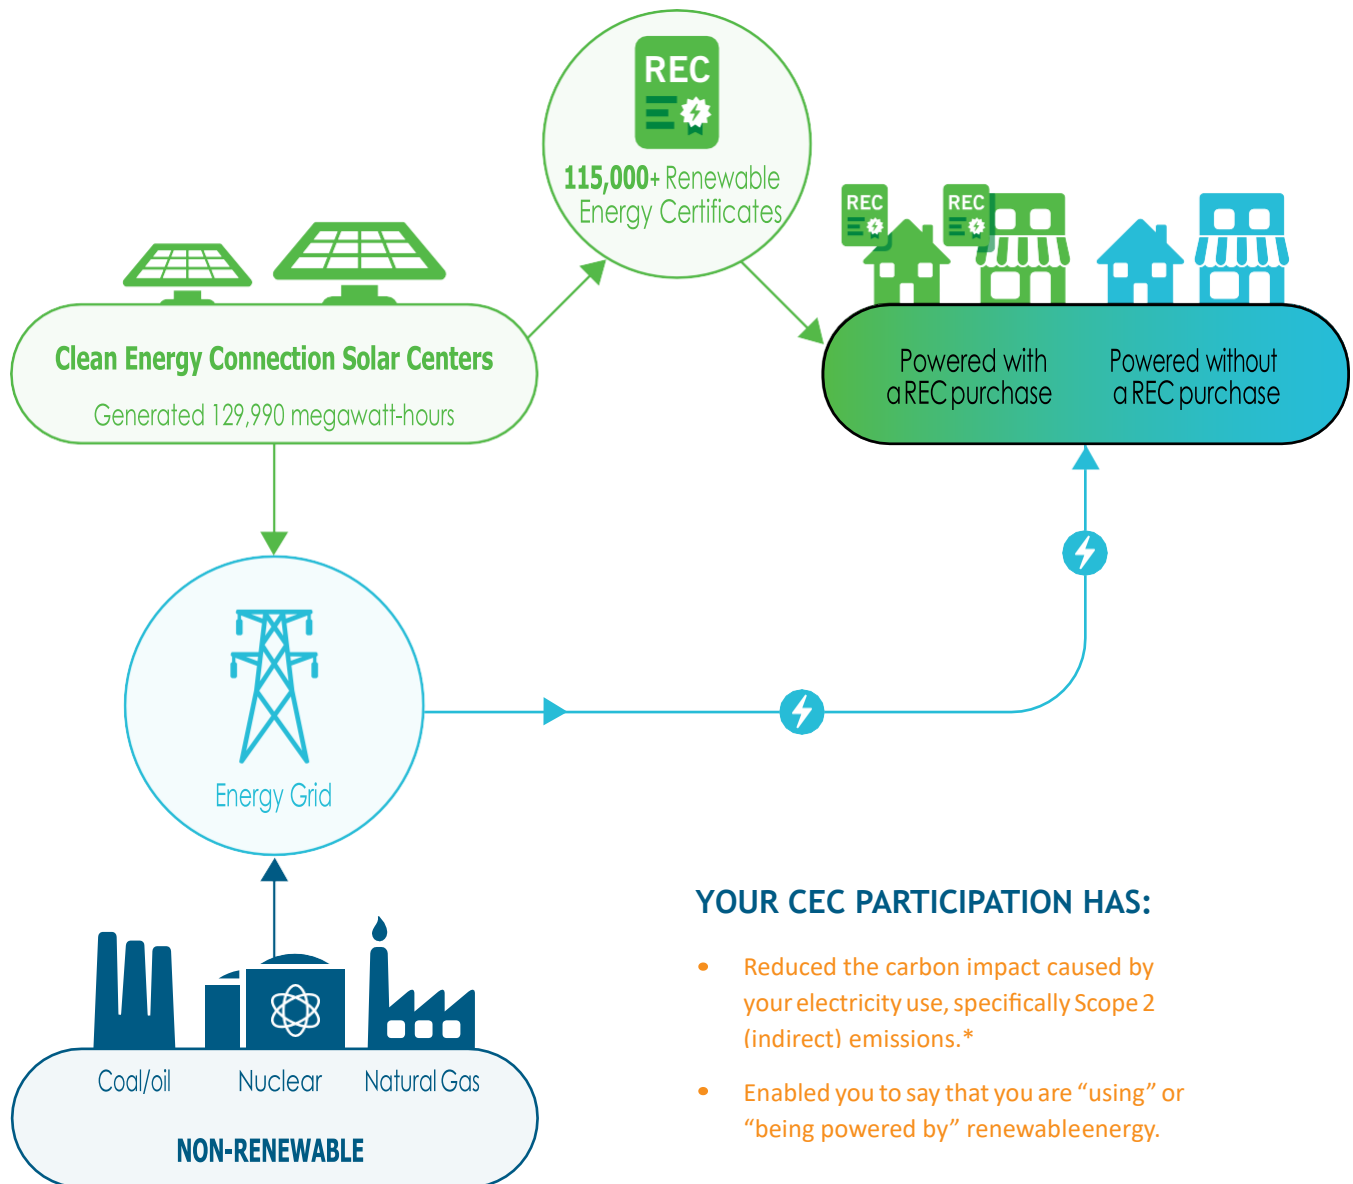 REC
115,000+ Renewable
Energy Certificates
REC
REC
Clean Energy Connection Solar Centers
Generated 129,990 megawatt-hours
Powered with
a REC purchase
Powered without
a REC purchase
Energy Grid
Coal/oil
Nuclear
Natural Gas
NON-RENEWABLE
YOUR CEC PARTICIPATION HAS:
• Reduced the carbon impact caused by
your electricity use, specifically Scope 2
(indirect) emissions.*
• Enabled you to say that you are “using” or
“being powered by” renewableenergy.